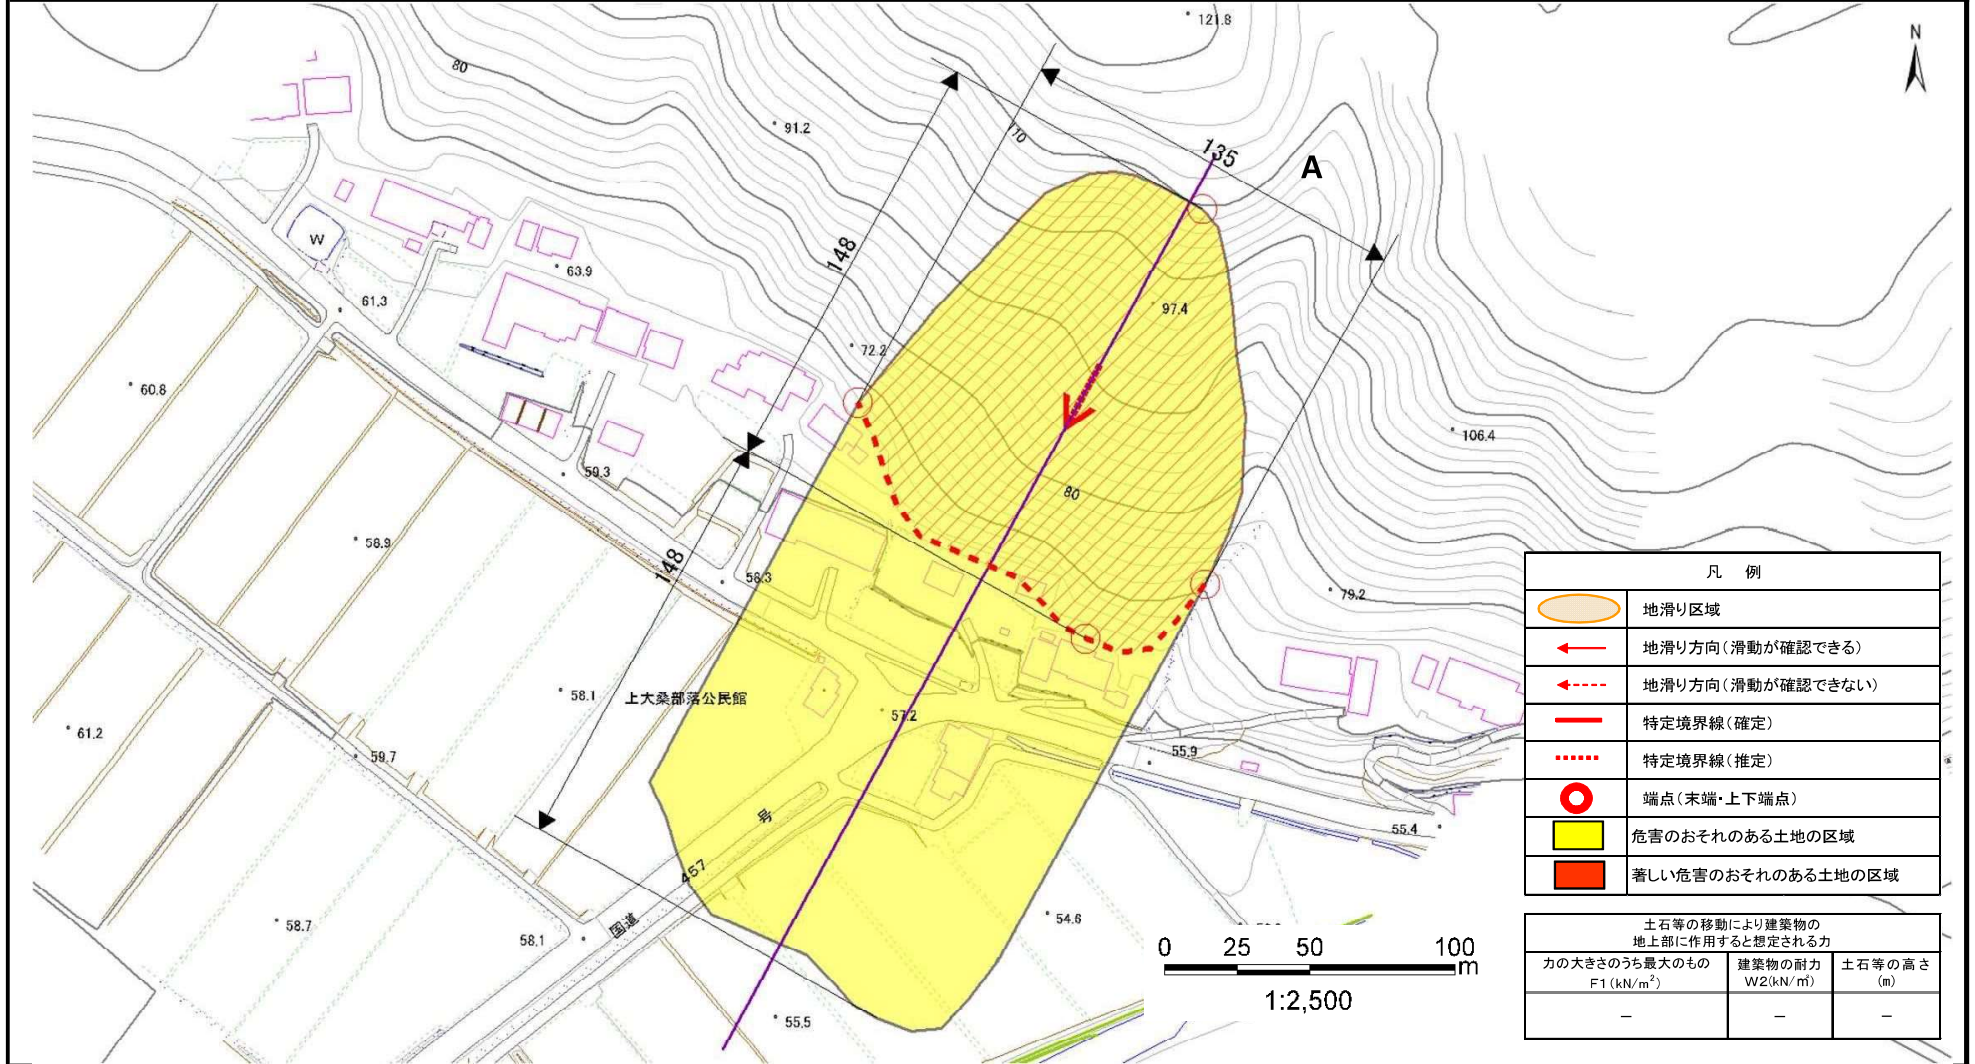 121.8
N
80
91.2
110
135
A
W
148
63.9
61.3
97.4
72.2
60.8
106.4
59.3
80
58.9
148
58.3
79.2
58.1
上大桑部落公民館
57.2
61.2
59.7
55.9
号
55.4
457
国道
58.7
58.1
54.6
55.5
0 25 50 100
m
1:2,500
凡 例
地滑り区域
地滑り方向(滑動が確認できる)
地滑り方向(滑動が確認できない)
特定境界線(確定)
特定境界線(推定)
端点(末端・上下端点)
危害のおそれのある土地の区域
著しい危害のおそれのある土地の区域
土石等の移動により建築物の
地上部に作用すると想定される力
力の大きさのうち最大のもの
F1(kN/m²)
建築物の耐力
W2(kN/㎡)
土石等の高さ
(m)
－ － －